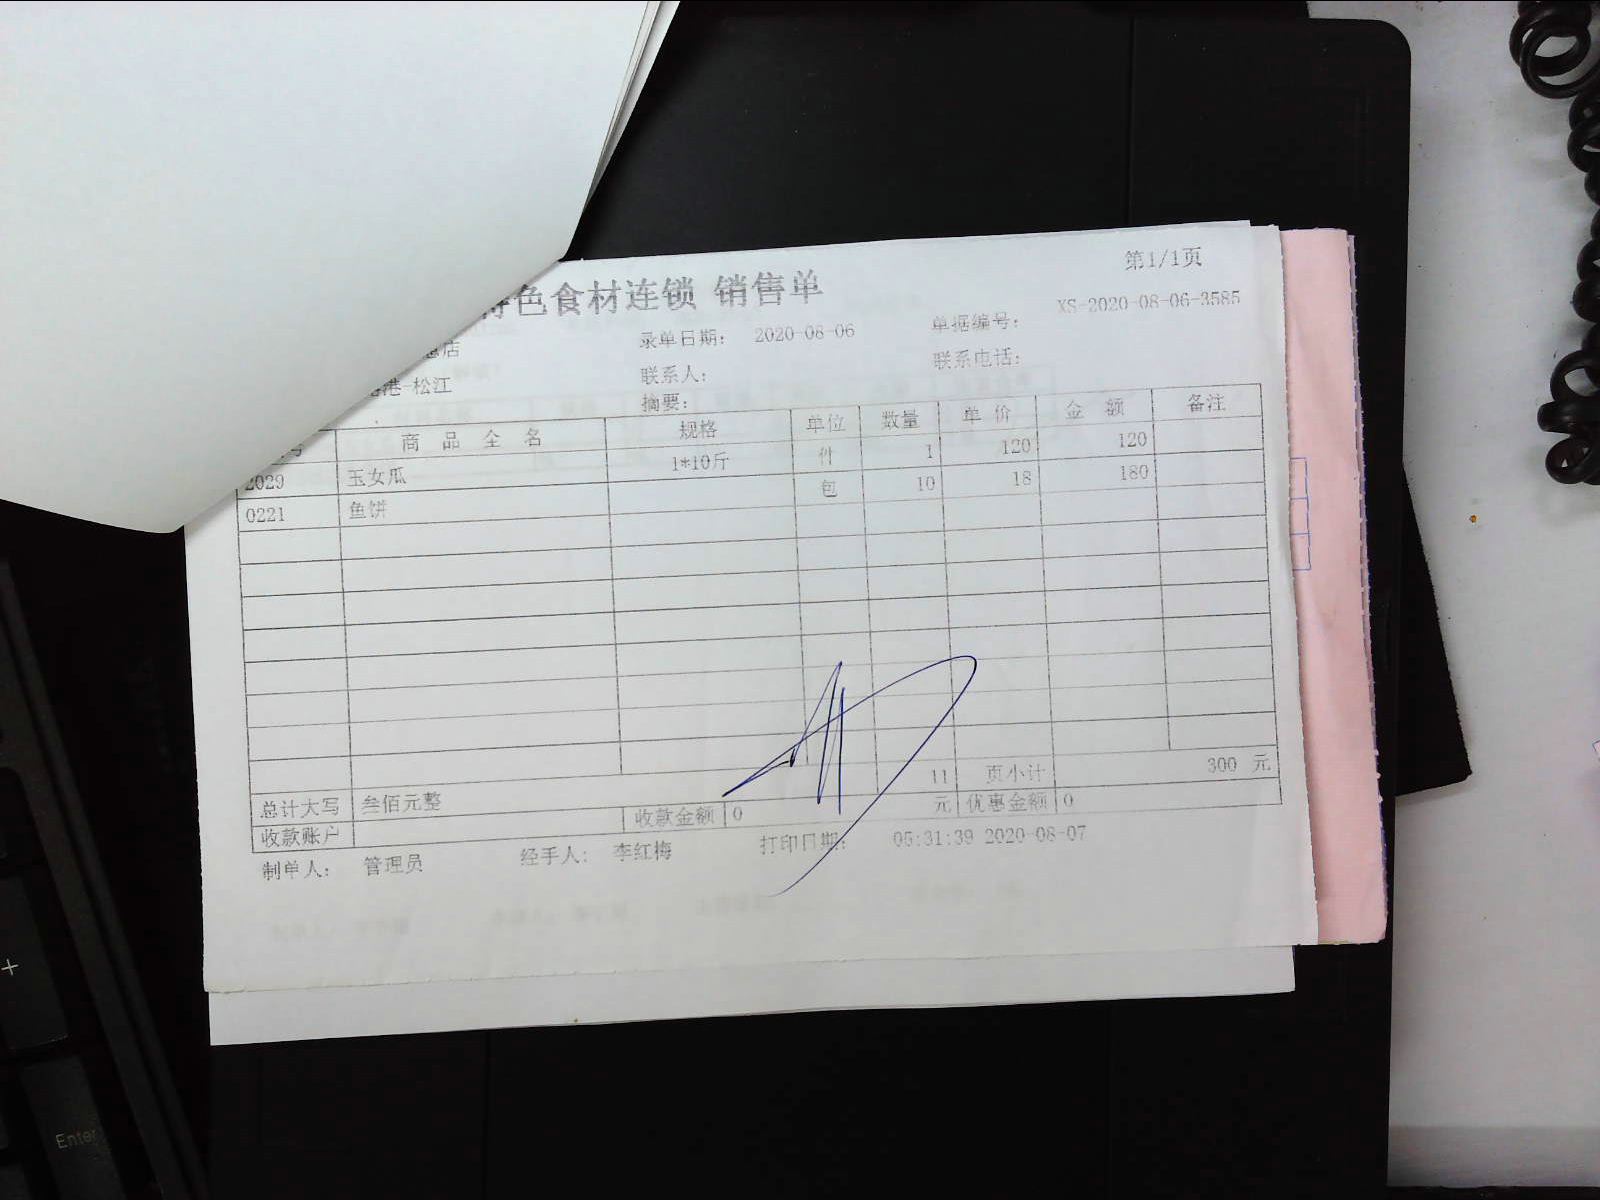 第1/1页
色食材连锁 销售单
店 录单日期: 2020-08-06 单据编号: XS-2020-08-06-3585
港-松江 联系人: 联系电话:
摘要:
号 商品全名 规格 单位 数量 单价 金额 备注
2029 玉女瓜 1*10斤 件 1 120 120
0221 鱼饼 包 10 18 180
11 页小计 300 元
总计大写 叁佰元整 收款金额 0 元 优惠金额 0
收款账户
制单人: 管理员 经手人: 李红梅 打印日期: 05:31:39 2020-08-07
+
Enter